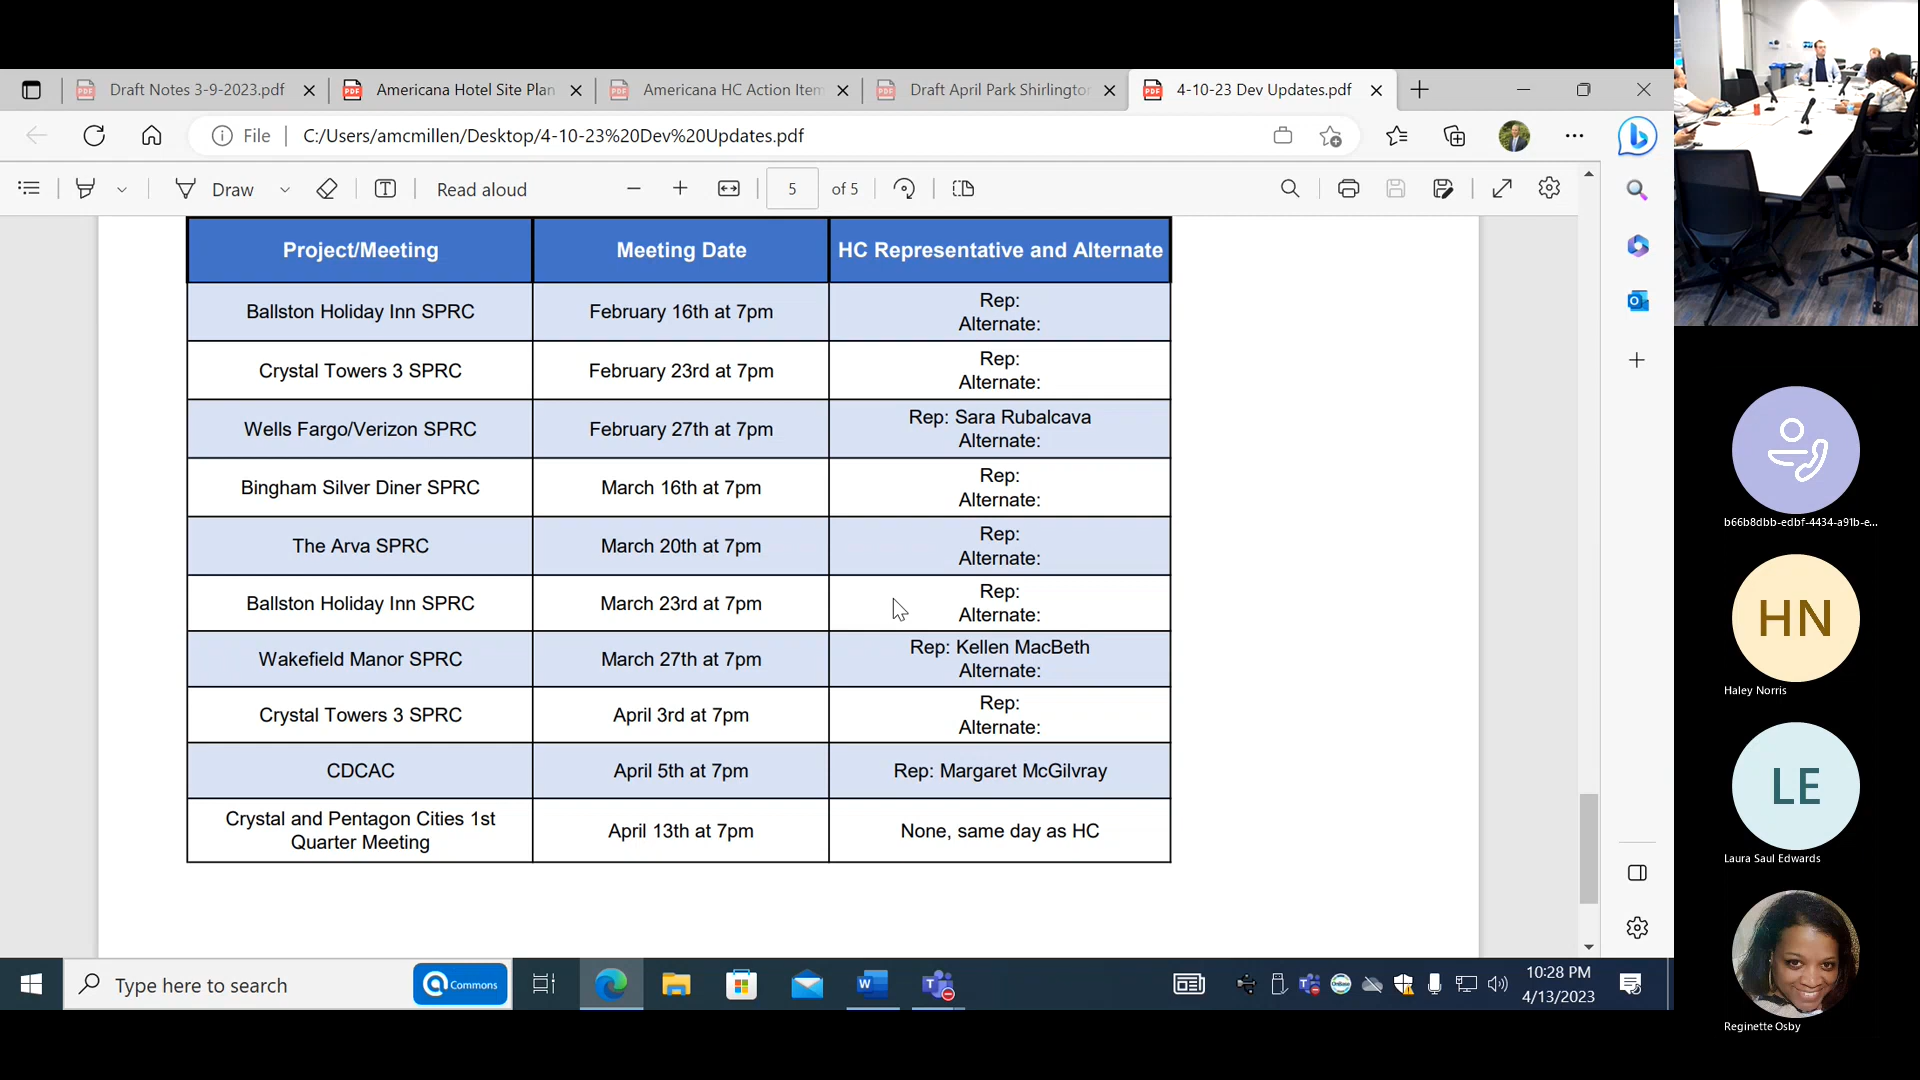 Draft Notes 3-9-2023.pdf
Americana Hotel Site Plan
Americana HC Action Item
Draft April Park Shirlington
4-10-23 Dev Updates.pdf
File
C:/Users/amcmillen/Desktop/4-10-23%20Dev%20Updates.pdf
Draw
Read aloud
5
of 5
Project/Meeting
Meeting Date
HC Representative and Alternate
Ballston Holiday Inn SPRC
February 16th at 7pm
Rep:
Alternate:
Crystal Towers 3 SPRC
February 23rd at 7pm
Rep:
Alternate:
Wells Fargo/Verizon SPRC
February 27th at 7pm
Rep: Sara Rubalcava
Alternate:
Bingham Silver Diner SPRC
March 16th at 7pm
Rep:
Alternate:
The Arva SPRC
March 20th at 7pm
Rep:
Alternate:
Ballston Holiday Inn SPRC
March 23rd at 7pm
Rep:
Alternate:
Wakefield Manor SPRC
March 27th at 7pm
Rep: Kellen MacBeth
Alternate:
Crystal Towers 3 SPRC
April 3rd at 7pm
Rep:
Alternate:
CDCAC
April 5th at 7pm
Rep: Margaret McGilvray
Crystal and Pentagon Cities 1st
Quarter Meeting
April 13th at 7pm
None, same day as HC
b66b8dbb-edbf-4434-a91b-e...
HN
Haley Norris
LE
Laura Saul Edwards
Reginette Osby
Type here to search
Commons
10:28 PM
4/13/2023